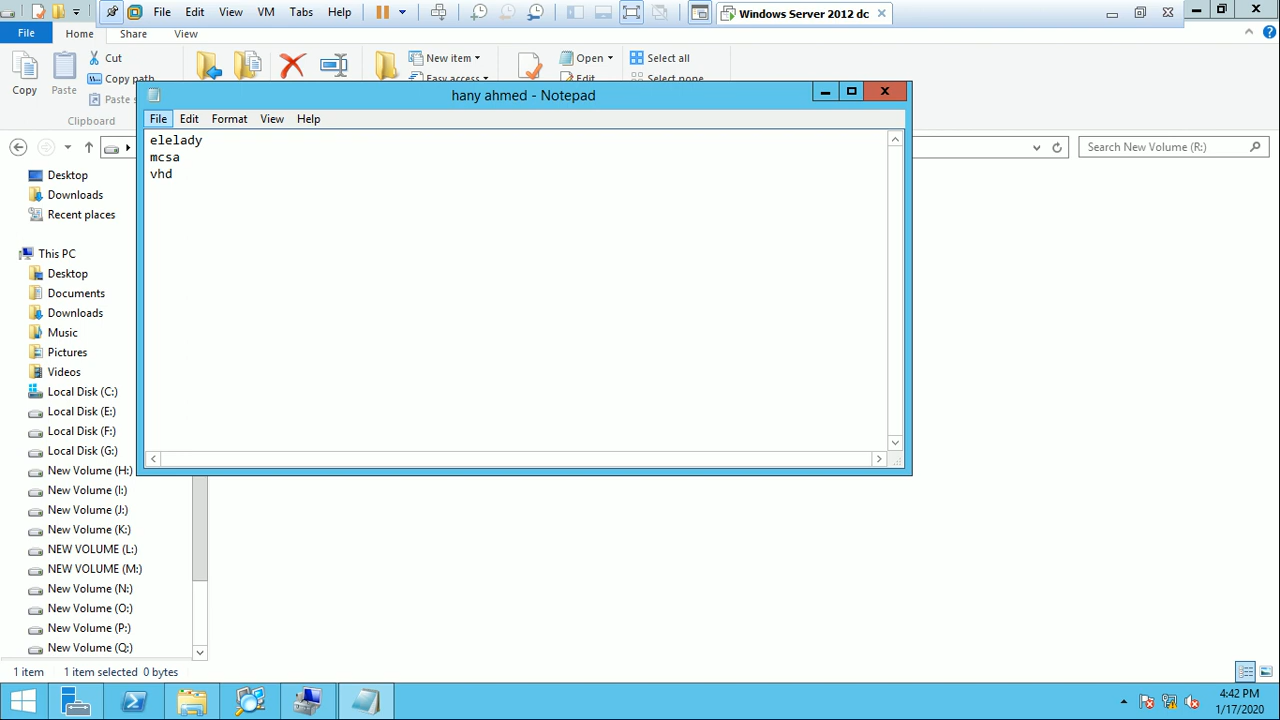 File Edit View VM Tabs Help
Windows Server 2012 dc
File Home Share View
Cut
Copy path
Paste s
Copy Paste
Clipboard
New item
Easy access
Open
Edit
Select all
Select none
hany ahmed - Notepad
File Edit Format View Help
elelady
mcsa
vhd
Search New Volume (R:)
Desktop
Downloads
Recent places
This PC
Desktop
Documents
Downloads
Music
Pictures
Videos
Local Disk (C:)
Local Disk (E:)
Local Disk (F:)
Local Disk (G:)
New Volume (H:)
New Volume (I:)
New Volume (J:)
New Volume (K:)
NEW VOLUME (L:)
NEW VOLUME (M:)
New Volume (N:)
New Volume (O:)
New Volume (P:)
New Volume (Q:)
1 item 1 item selected 0 bytes
4:42 PM
1/17/2020